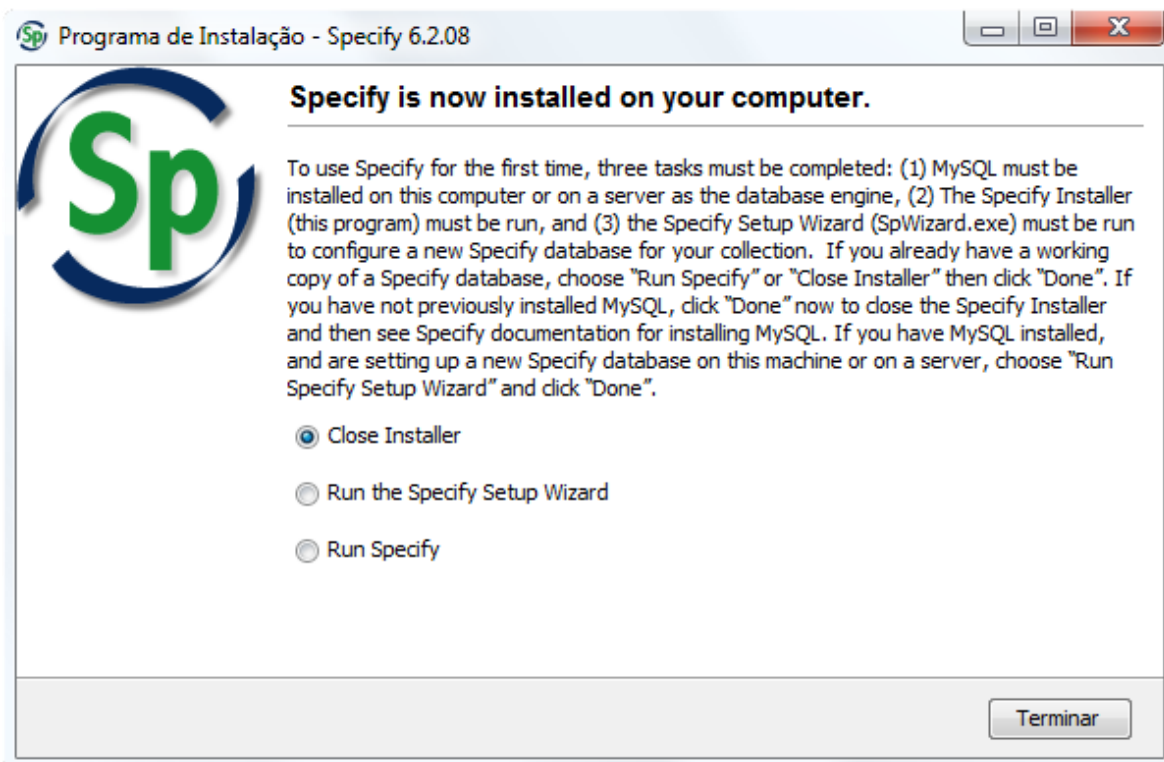 Programa de Instalação - Specify 6.2.08
Sp
Specify is now installed on your computer.
To use Specify for the first time, three tasks must be completed: (1) MySQL must be
installed on this computer or on a server as the database engine, (2) The Specify Installer
(this program) must be run, and (3) the Specify Setup Wizard (SpWizard.exe) must be run
to configure a new Specify database for your collection.  If you already have a working
copy of a Specify database, choose “Run Specify” or “Close Installer” then click “Done”. If
you have not previously installed MySQL, click “Done” now to close the Specify Installer
and then see Specify documentation for installing MySQL. If you have MySQL installed,
and are setting up a new Specify database on this machine or on a server, choose “Run
Specify Setup Wizard” and click “Done”.
Close Installer
Run the Specify Setup Wizard
Run Specify
Terminar